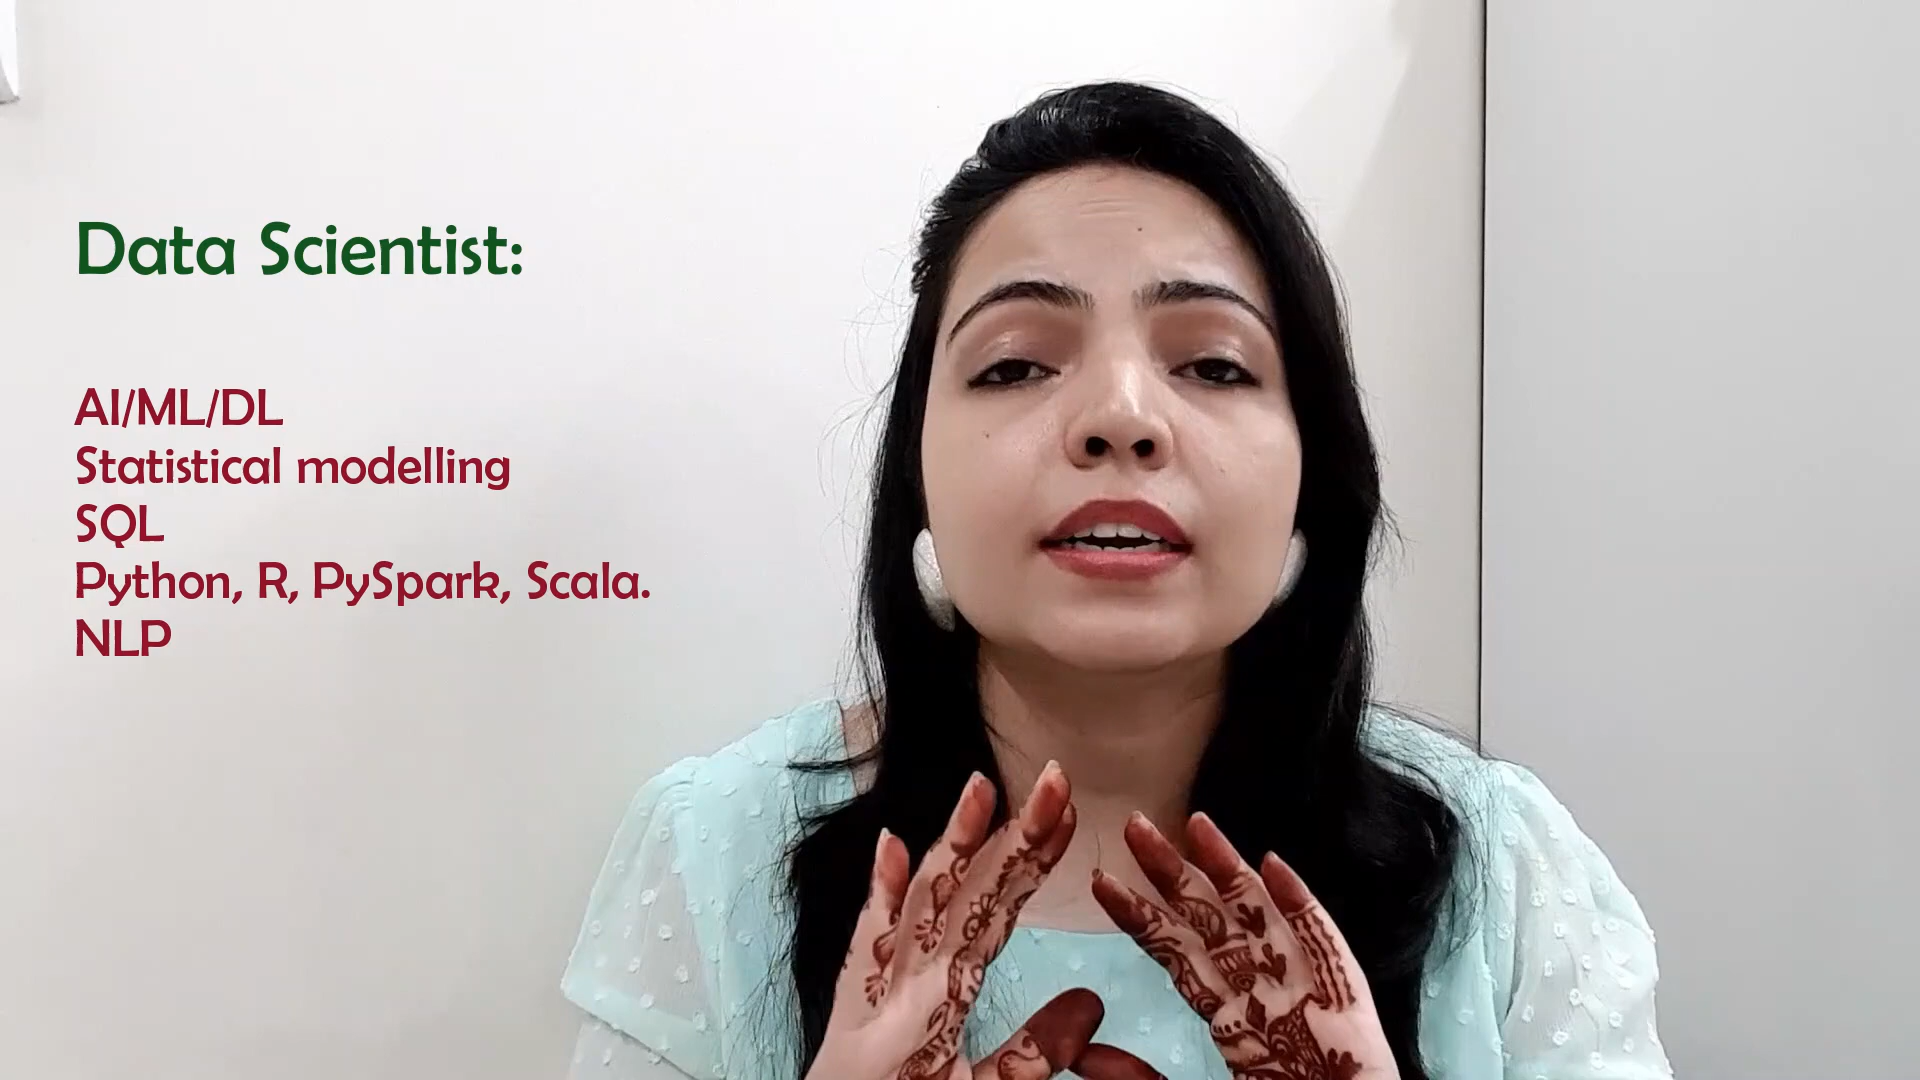 Data Scientist:
AI/ML/DL
Statistical modelling
SQL
Python, R, PySpark, Scala.
NLP